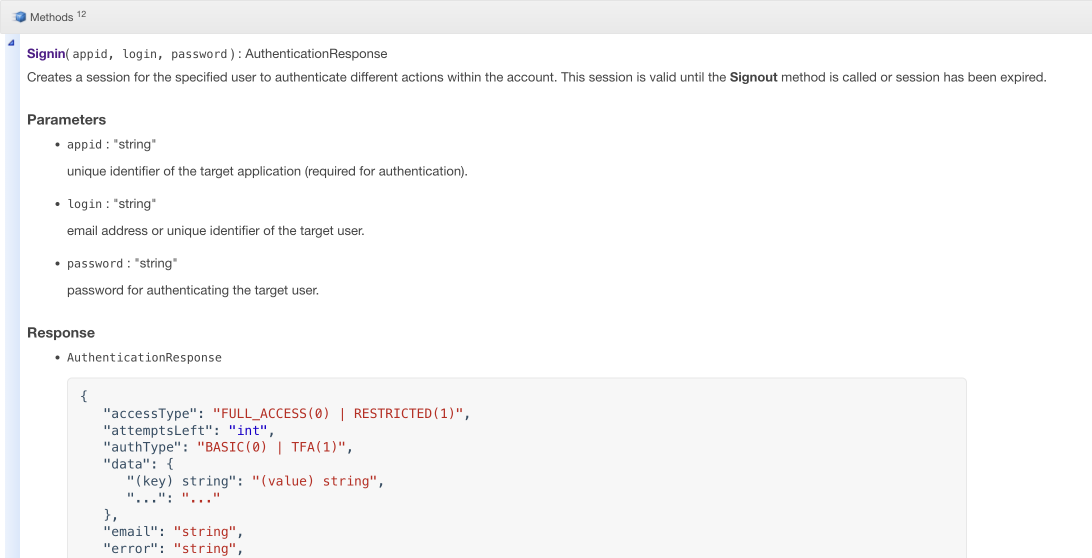 Methods 12
Signin( appid, login, password ) : AuthenticationResponse
Creates a session for the specified user to authenticate different actions within the account. This session is valid until the Signout method is called or session has been expired.
Parameters
• appid : "string"
unique identifier of the target application (required for authentication).
• login : "string"
email address or unique identifier of the target user.
• password : "string"
password for authenticating the target user.
Response
• AuthenticationResponse
{
"accessType": "FULL_ACCESS(0) | RESTRICTED(1)",
"attemptsLeft": "int",
"authType": "BASIC(0) | TFA(1)",
"data": {
"(key) string": "(value) string",
"...": "..."
},
"email": "string",
"error": "string",